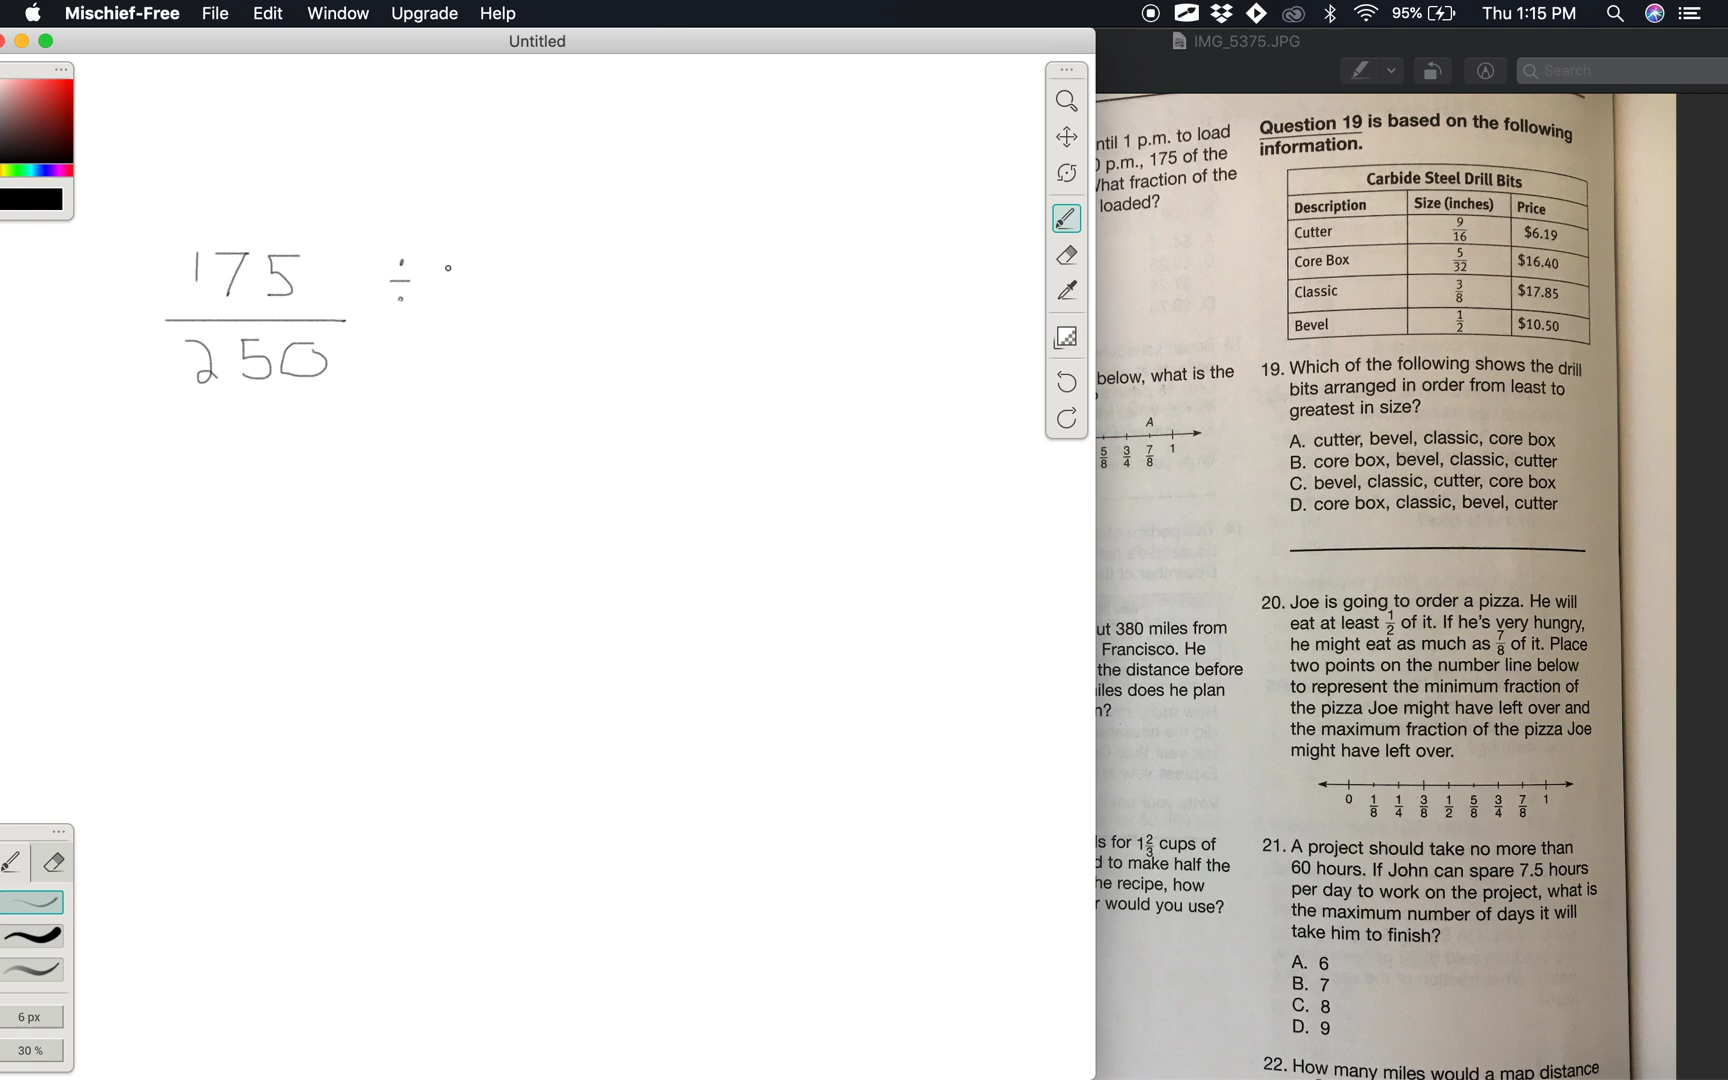 Mischief-Free File Edit Window Upgrade Help 95% Thu 1:15 PM
Untitled
IMG_5375.JPG
Search
175 ÷
250
6 px
30 %
ntil 1 p.m. to load
p.m., 175 of the
hat fraction of the
loaded?
below, what is the
A
5/8 3/4 7/8 1
ut 380 miles from
Francisco. He
the distance before
iles does he plan
n?
ls for 1 2/3 cups of
d to make half the
he recipe, how
r would you use?
Question 19 is based on the following
information.
Carbide Steel Drill Bits
Description Size (inches) Price
Cutter 9/16 $6.19
Core Box 5/32 $16.40
Classic 3/8 $17.85
Bevel 1/2 $10.50
19. Which of the following shows the drill
bits arranged in order from least to
greatest in size?
A. cutter, bevel, classic, core box
B. core box, bevel, classic, cutter
C. bevel, classic, cutter, core box
D. core box, classic, bevel, cutter
20. Joe is going to order a pizza. He will
eat at least 1/2 of it. If he's very hungry,
he might eat as much as 7/8 of it. Place
two points on the number line below
to represent the minimum fraction of
the pizza Joe might have left over and
the maximum fraction of the pizza Joe
might have left over.
0 1/8 1/4 3/8 1/2 5/8 3/4 7/8 1
21. A project should take no more than
60 hours. If John can spare 7.5 hours
per day to work on the project, what is
the maximum number of days it will
take him to finish?
A. 6
B. 7
C. 8
D. 9
22. How many miles would a map distance